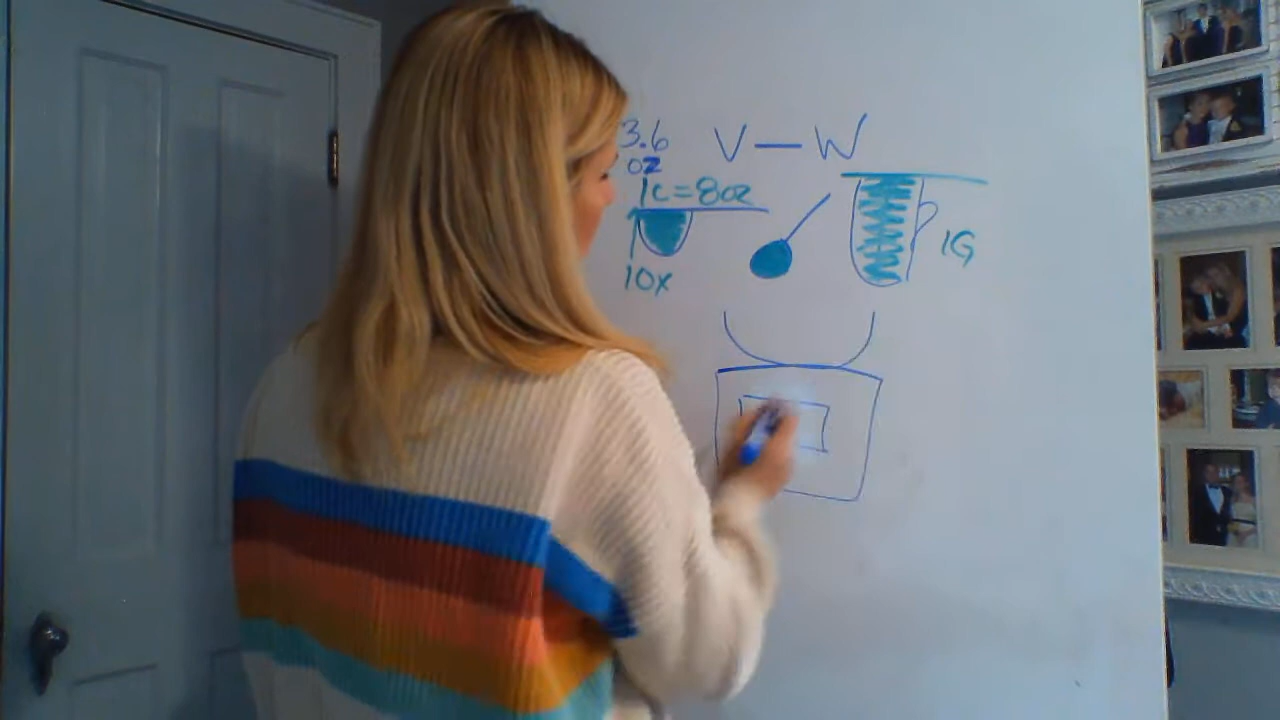 3.6 V — W
oz
1c=8oz
10x
1G